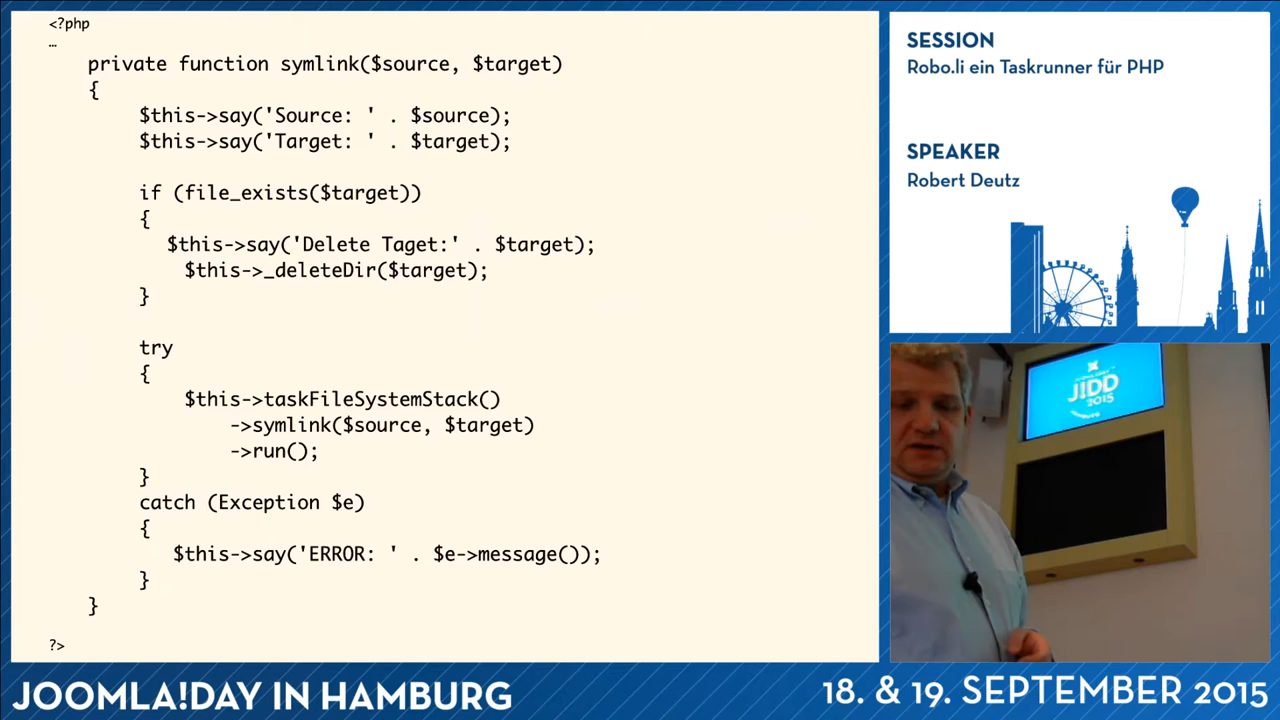 <?php
…
private function symlink($source, $target)
{
$this->say('Source: ' . $source);
$this->say('Target: ' . $target);
if (file_exists($target))
{
$this->say('Delete Taget:' . $target);
$this->_deleteDir($target);
}
try
{
$this->taskFileSystemStack()
->symlink($source, $target)
->run();
}
catch (Exception $e)
{
$this->say('ERROR: ' . $e->message());
}
}
?>
SESSION
Robo.li ein Taskrunner für PHP
SPEAKER
Robert Deutz
JIDD
2015
JOOMLA!DAY IN HAMBURG
18. & 19. SEPTEMBER 2015